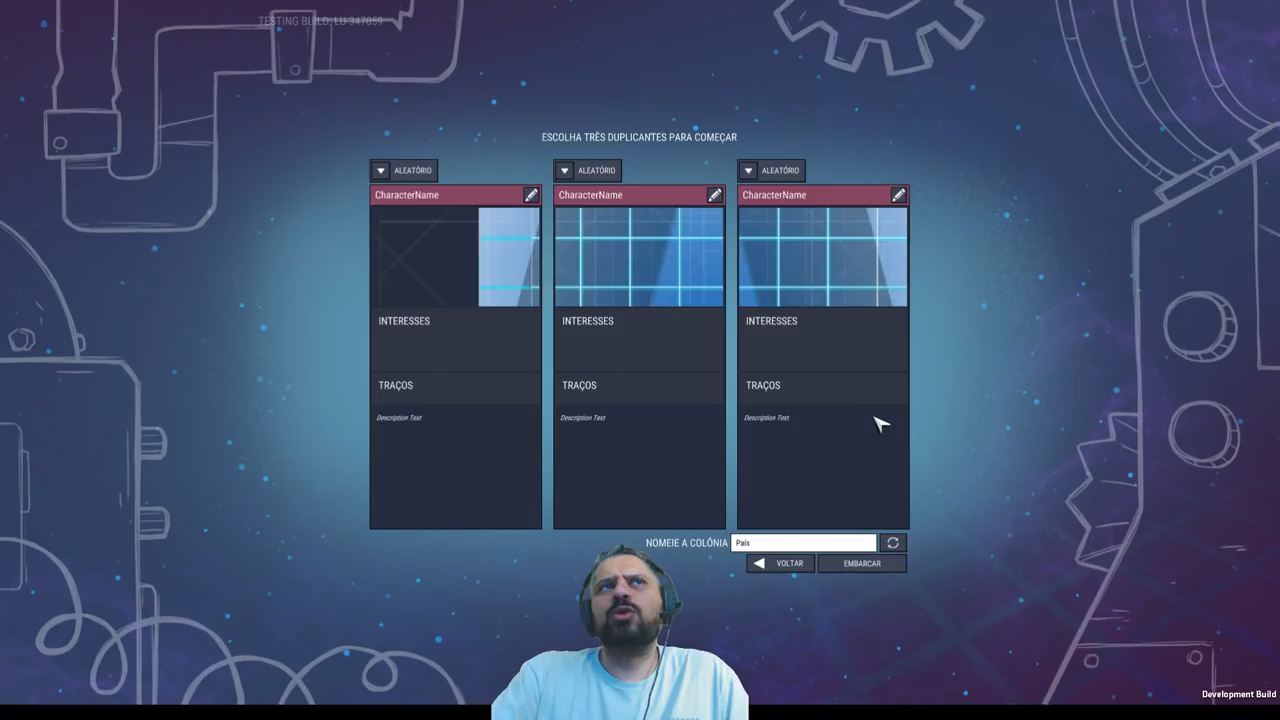 TESTING BUILD: LU-347059
ESCOLHA TRÊS DUPLICANTES PARA COMEÇAR
ALEATÓRIO
ALEATÓRIO
ALEATÓRIO
CharacterName
CharacterName
CharacterName
INTERESSES
INTERESSES
INTERESSES
TRAÇOS
TRAÇOS
TRAÇOS
Description Text
Description Text
Description Text
NOMEIE A COLÔNIA
País
VOLTAR
EMBARCAR
Development Build